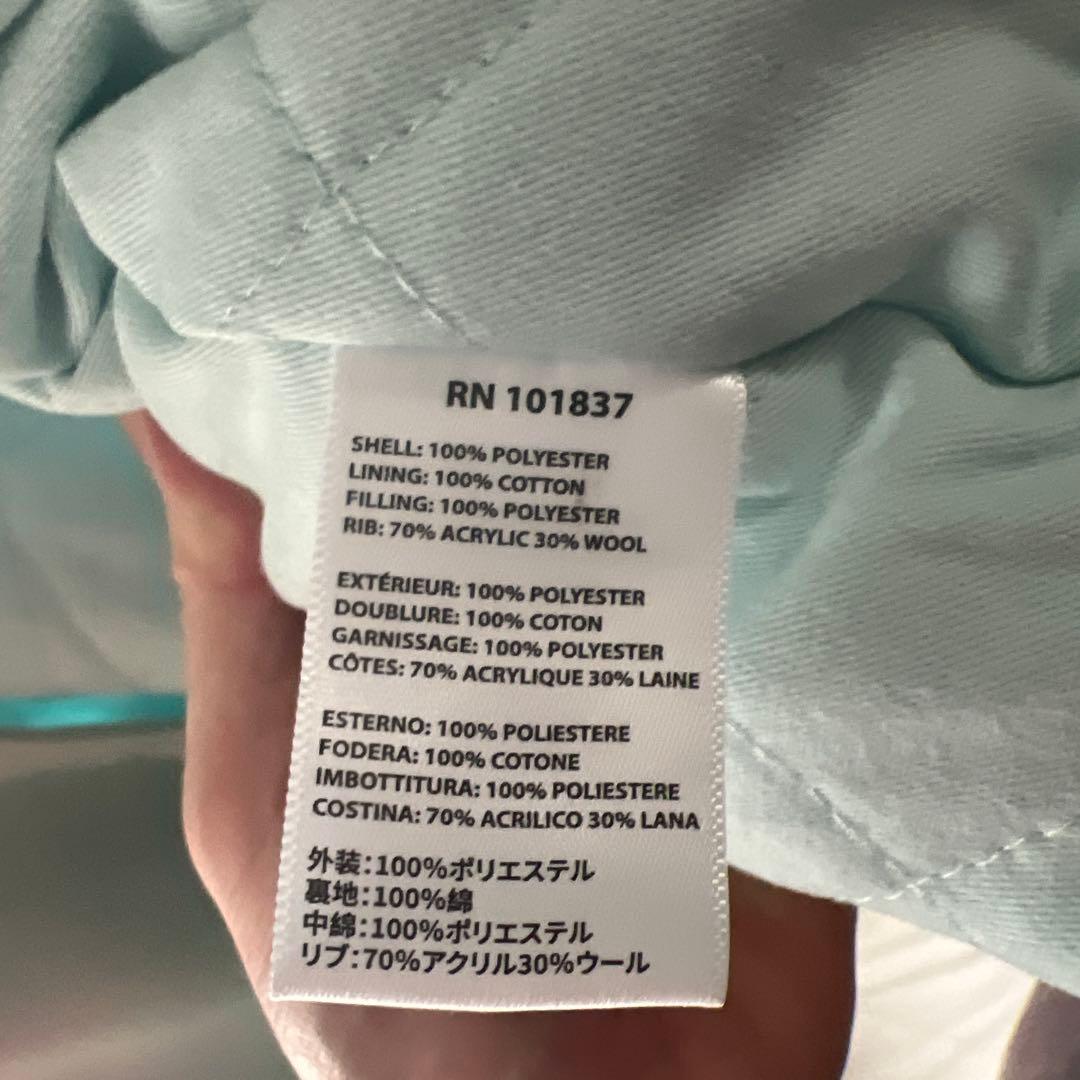 RN 101837
SHELL: 100% POLYESTER
LINING: 100% COTTON
FILLING: 100% POLYESTER
RIB: 70% ACRYLIC 30% WOOL
EXTÉRIEUR: 100% POLYESTER
DOUBLURE: 100% COTON
GARNISSAGE: 100% POLYESTER
CÔTES: 70% ACRYLIQUE 30% LAINE
ESTERNO: 100% POLIESTERE
FODERA: 100% COTONE
IMBOTTITURA: 100% POLIESTERE
COSTINA: 70% ACRILICO 30% LANA
外装:100%ポリエステル
裏地:100%綿
中綿:100%ポリエステル
リブ:70%アクリル30%ウール